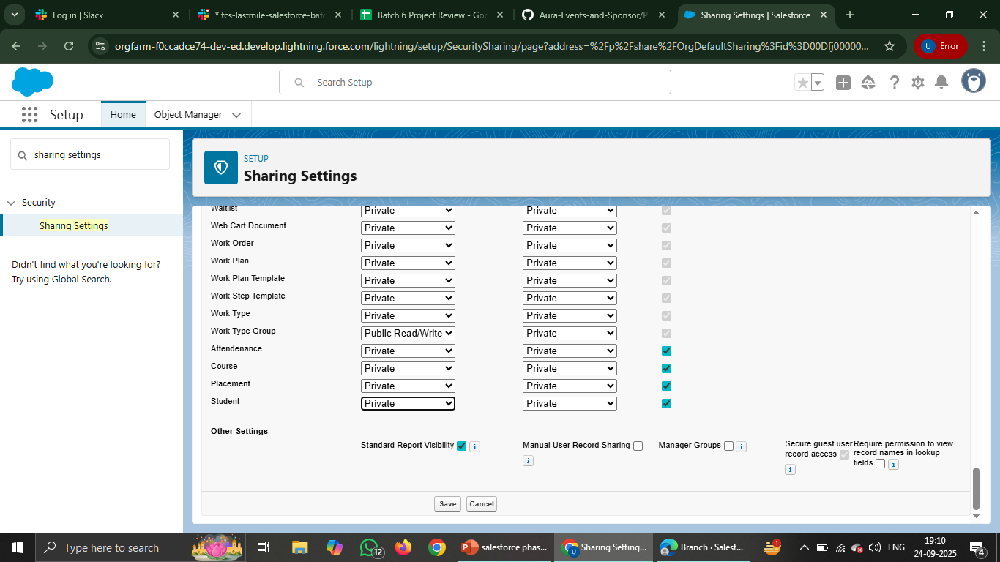 Log in | Slack
* tcs-lastmile-salesforce-batc
Batch 6 Project Review - Goo
Aura-Events-and-Sponsor/P
Sharing Settings | Salesforce
orgfarm-f0ccadce74-dev-ed.develop.lightning.force.com/lightning/setup/SecuritySharing/page?address=%2Fp%2Fshare%2FOrgDefaultSharing%3Fid%3D00Dfj00000...
U Error
Search Setup
Setup Home Object Manager
sharing settings
Security
Sharing Settings
Didn't find what you're looking for?
Try using Global Search.
SETUP
Sharing Settings
Waitlist Private Private
Web Cart Document Private Private
Work Order Private Private
Work Plan Private Private
Work Plan Template Private Private
Work Step Template Private Private
Work Type Private Private
Work Type Group Public Read/Write Private
Attendenance Private Private
Course Private Private
Placement Private Private
Student Private Private
Other Settings
Standard Report Visibility i
Manual User Record Sharing
i
Manager Groups i
Secure guest user
record access
i
Require permission to view
record names in lookup
fields i
Save Cancel
Type here to search
12
salesforce phas...
U
Sharing Setting...
Branch - Salesf...
1
ENG
19:10
24-09-2025
4